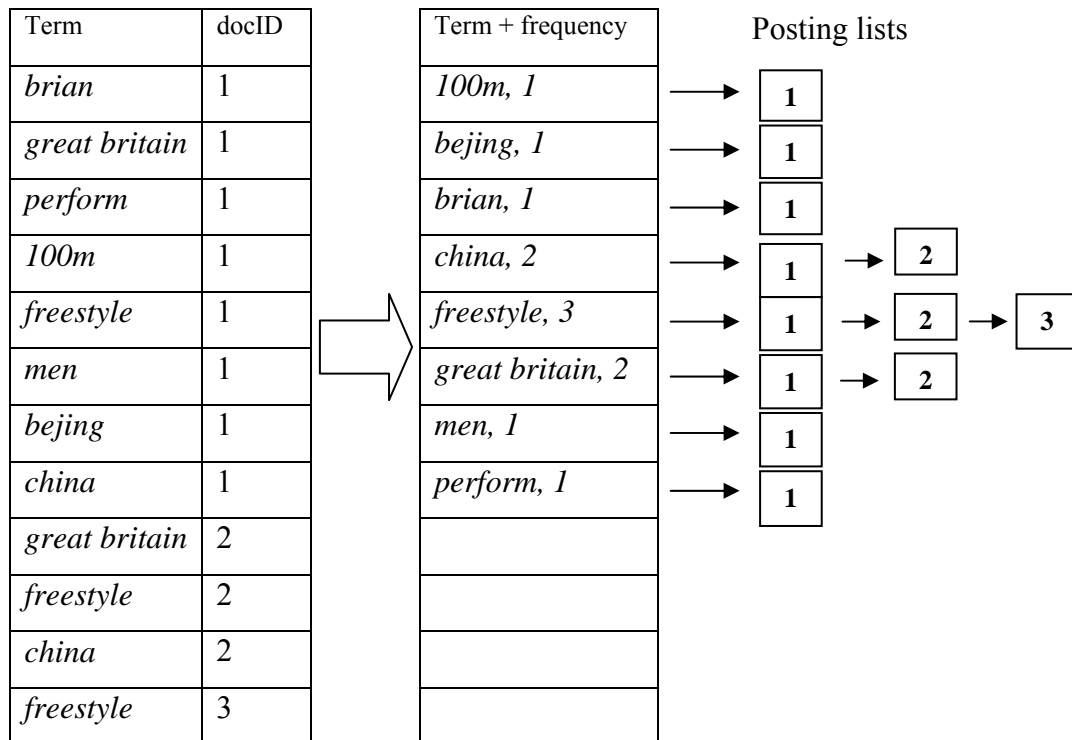 Term docID Term + frequency Posting lists
brian 1 100m, 1 1
great britain 1 bejing, 1 1
perform 1 brian, 1 1
100m 1 china, 2 1 2
freestyle 1 freestyle, 3 1 2 3
men 1 great britain, 2 1 2
bejing 1 men, 1 1
china 1 perform, 1 1
great britain 2
freestyle 2
china 2
freestyle 3